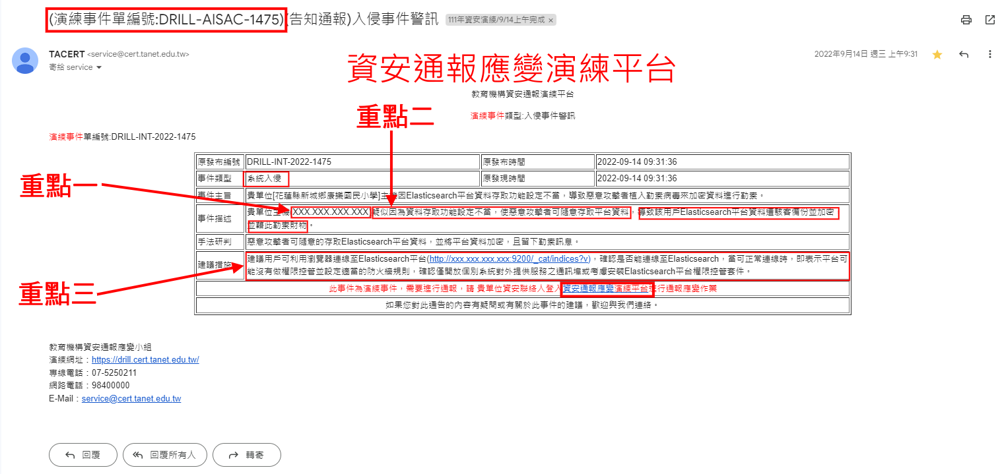 (演練事件單編號:DRILL-AISAC-1475)(告知通報)入侵事件警訊 111年資安演練/9/14上午完成 ×
TACERT <service@cert.tanet.edu.tw>
寄給 service
2022年9月14日 週三 上午9:31
資安通報應變演練平台
教育機構資安通報演練平台
重點二
演練事件類型:入侵事件警訊
演練事件單編號:DRILL-INT-2022-1475
原發布編號 DRILL-INT-2022-1475 原發布時間 2022-09-14 09:31:36
重點一
事件類型 系統入侵 原發現時間 2022-09-14 09:31:36
事件主旨 貴單位[花蓮縣新城鄉康樂國民小學]主機因Elasticsearch平台資料存取功能設定不當，導致惡意攻擊者植入勒索病毒來加密資料進行勒索。
事件描述 貴單位主機(XXX.XXX.XXX.XXX)疑似因為資料存取功能設定不當，使惡意攻擊者可隨意存取平台資料，導致該用戶Elasticsearch平台資料遭駭客備份並加密
並藉此勒索財物。
手法研判 惡意攻擊者可隨意的存取Elasticsearch平台資料，並將平台資料加密，且留下勒索訊息。
重點三
建議措施 建議用戶可利用瀏覽器連線至Elasticsearch平台(http://xxx.xxx.xxx.xxx:9200/_cat/indices?v)，確認是否能連線至Elasticsearch，當可正常連線時，即表示平台可
能沒有做權限控管並設定適當的防火牆規則，確認僅開放個別系統對外提供服務之通訊埠或考慮安裝Elasticsearch平台權限控管套件。
此事件為演練事件，需要進行通報，請 貴單位資安聯絡人登入資安通報應變演練平台進行通報應變作業
如果您對此通告的內容有疑問或有關於此事件的建議，歡迎與我們連絡。
教育機構資安通報應變小組
演練網址：https://drill.cert.tanet.edu.tw/
專線電話：07-5250211
網路電話：98400000
E-Mail：service@cert.tanet.edu.tw
回覆 回覆所有人 轉寄